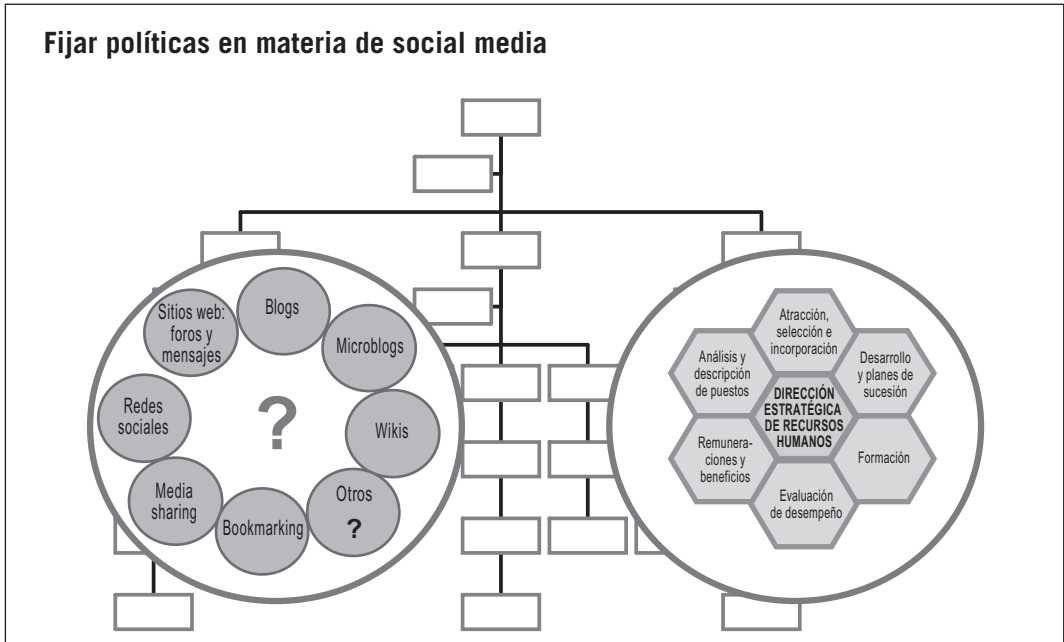 Fijar políticas en materia de social media
Sitios web:
foros y
mensajes
Blogs
Microblogs
Wikis
Otros
?
Bookmarking
Media
sharing
Redes
sociales
?
Atracción,
selección e
incorporación
Desarrollo
y planes de
sucesión
Formación
Evaluación
de desempeño
Remunera-
ciones y
beneficios
Análisis y
descripción
de puestos
DIRECCIÓN
ESTRATÉGICA
DE RECURSOS
HUMANOS